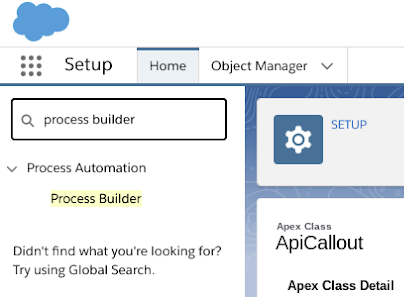 Setup
Home
Object Manager
process builder
Process Automation
Process Builder
Didn't find what you're looking for?
Try using Global Search.
SETUP
Apex Class
ApiCallout
Apex Class Detail